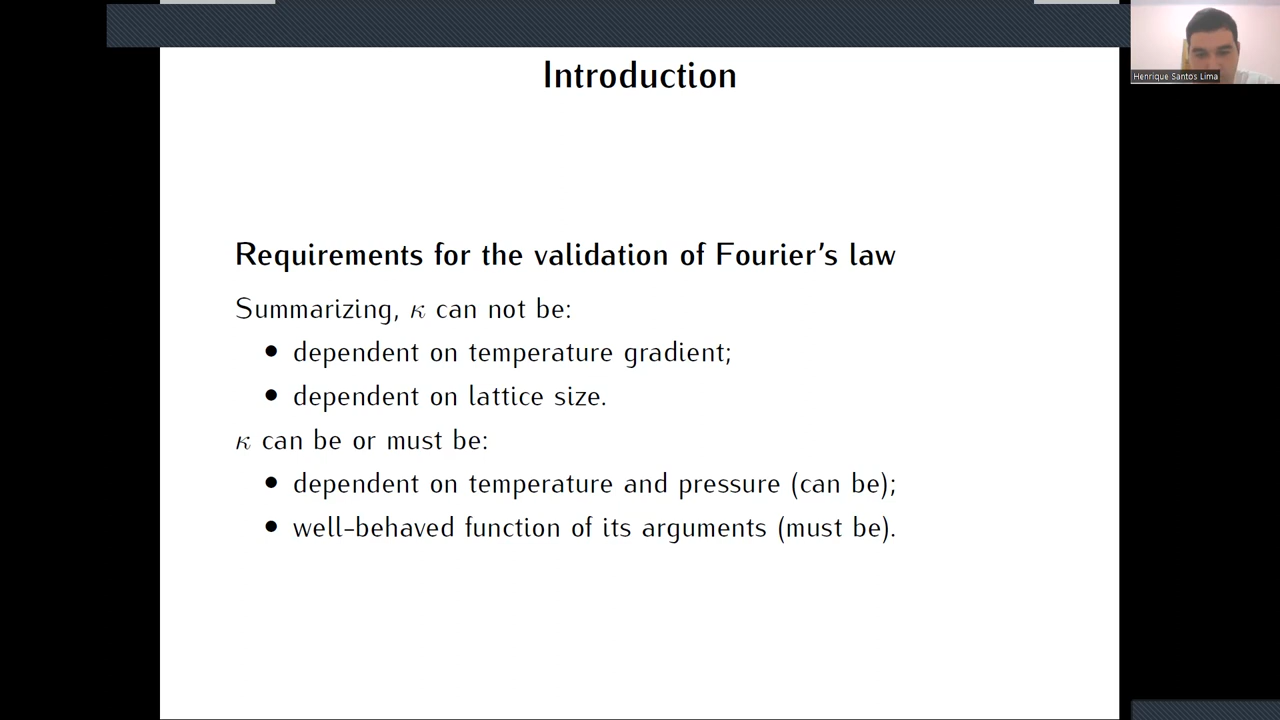 Introduction
Henrique Santos Lima
Requirements for the validation of Fourier's law
Summarizing, κ can not be:
• dependent on temperature gradient;
• dependent on lattice size.
κ can be or must be:
• dependent on temperature and pressure (can be);
• well-behaved function of its arguments (must be).